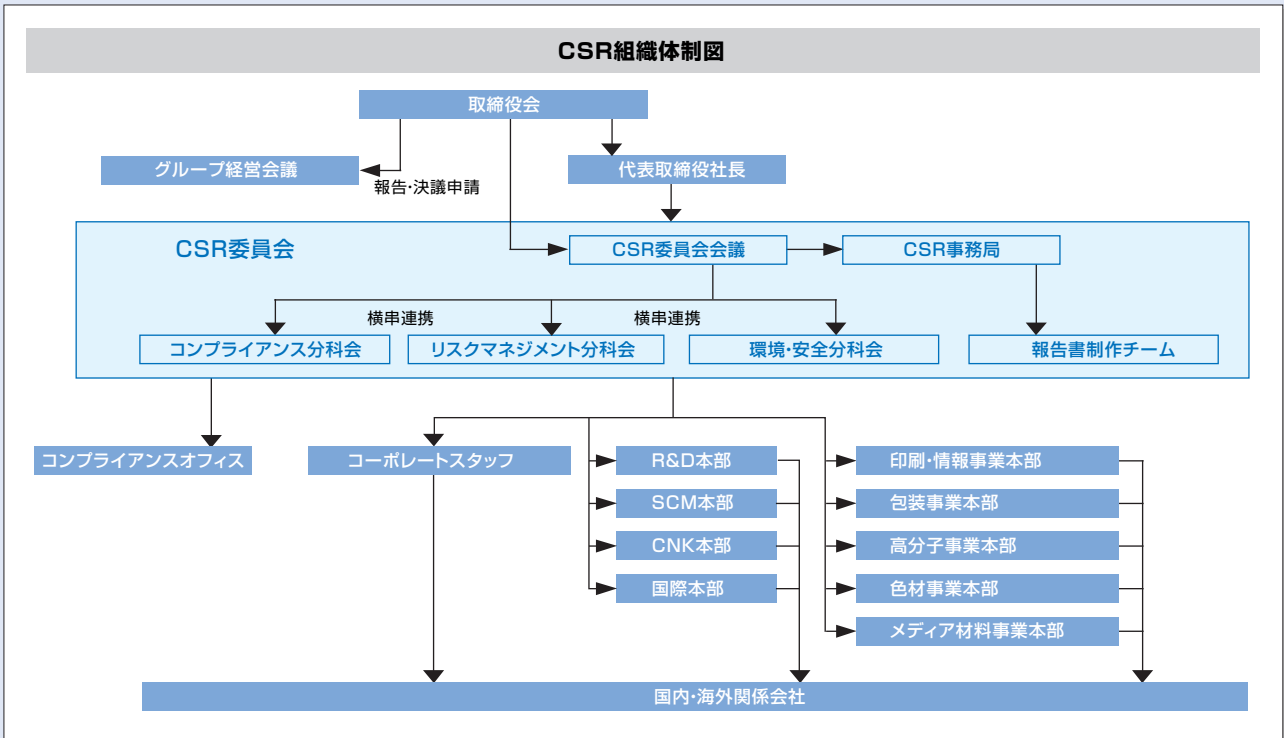 CSR組織体制図
取締役会
グループ経営会議
代表取締役社長
報告・決議申請
CSR委員会
CSR委員会会議
CSR事務局
横串連携
横串連携
コンプライアンス分科会
リスクマネジメント分科会
環境・安全分科会
報告書制作チーム
コンプライアンスオフィス
コーポレートスタッフ
R&D本部
印刷・情報事業本部
SCM本部
包装事業本部
CNK本部
高分子事業本部
国際本部
色材事業本部
メディア材料事業本部
国内・海外関係会社